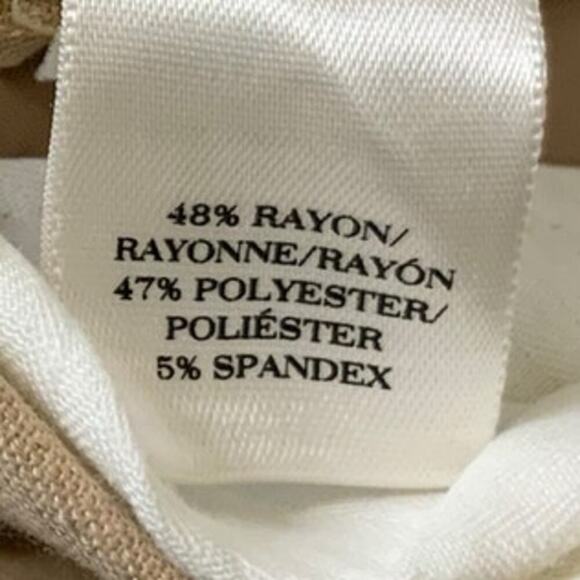 48% RAYON/
RAYONNE/RAYÓN
47% POLYESTER/
POLIÉSTER
5% SPANDEX